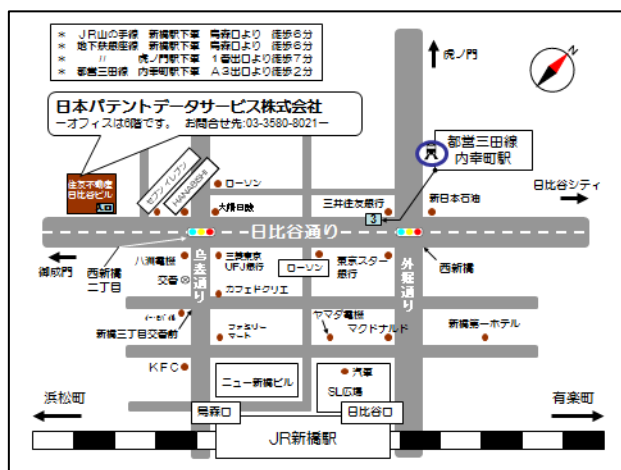 * JR山の手線 新橋駅下車 烏森口より 徒歩6分
* 地下鉄銀座線 新橋駅下車 烏森口より 徒歩6分
* 〃 虎ノ門駅下車 1番出口より徒歩7分
* 都営三田線 内幸町駅下車 A3出口より徒歩2分
N
虎ノ門
日本パテントデータサービス株式会社
ーオフィスは6階です。 お問合せ先:03-3580-8021ー
都営三田線
内幸町駅
住友不動産
日比谷ビル
入口
セブンイレブン
HANABISHI
ローソン
大隅日敏
三井住友銀行
3
新日本石油
日比谷シティ
日比谷通り
御成門
西新橋
二丁目
八洲電機
交番
烏森通り
三菱東京
UFJ銀行
カフェドクリエ
ローソン
東京スター
銀行
外堀通り
西新橋
イーモバイル
新橋三丁目交番前
ファミリー
マート
ヤマダ電機
マクドナルド
新橋第一ホテル
KFC
ニュー新橋ビル
汽車
SL広場
浜松町
烏森口
日比谷口
有楽町
JR新橋駅